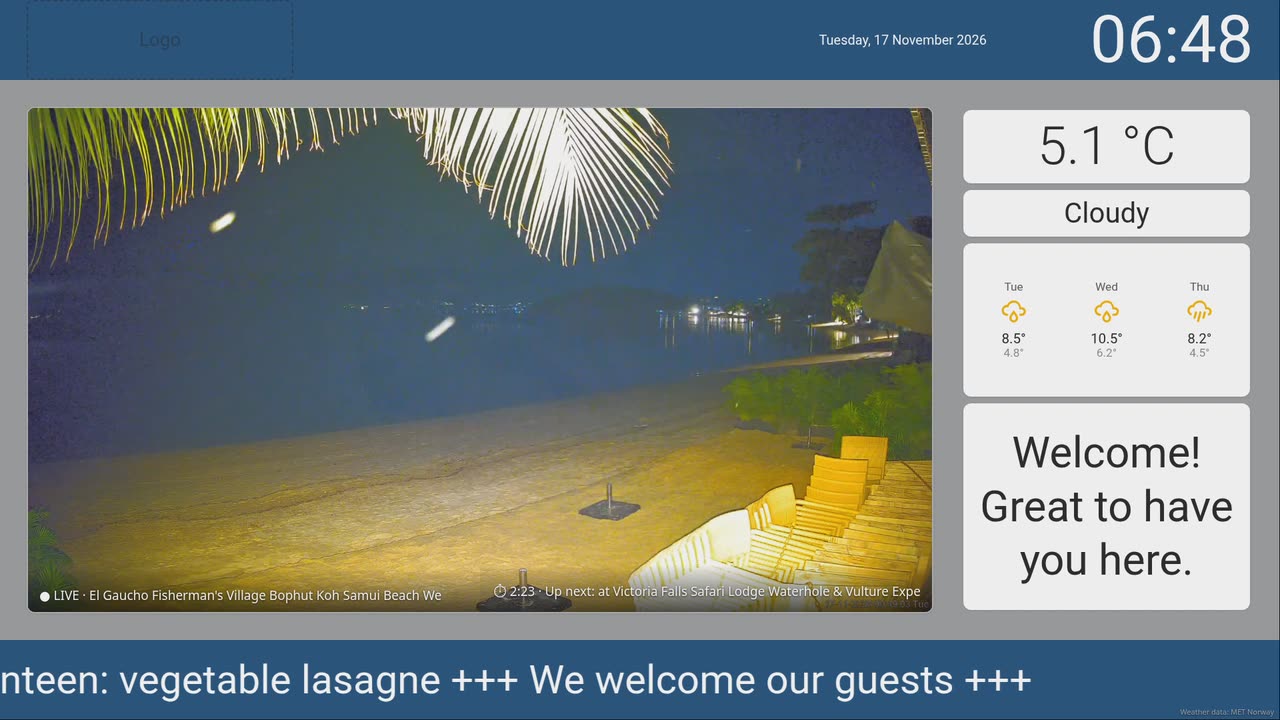 Logo
Tuesday, 17 November 2026
06:48
5.1 °C
Cloudy
Tue Wed Thu
8.5° 10.5° 8.2°
4.8° 6.2° 4.5°
Welcome!
Great to have
you here.
LIVE · El Gaucho Fisherman's Village Bophut Koh Samui Beach We
2:23 · Up next: at Victoria Falls Safari Lodge Waterhole & Vulture Expe
nteen: vegetable lasagne +++ We welcome our guests +++
Weather data: MET Norway